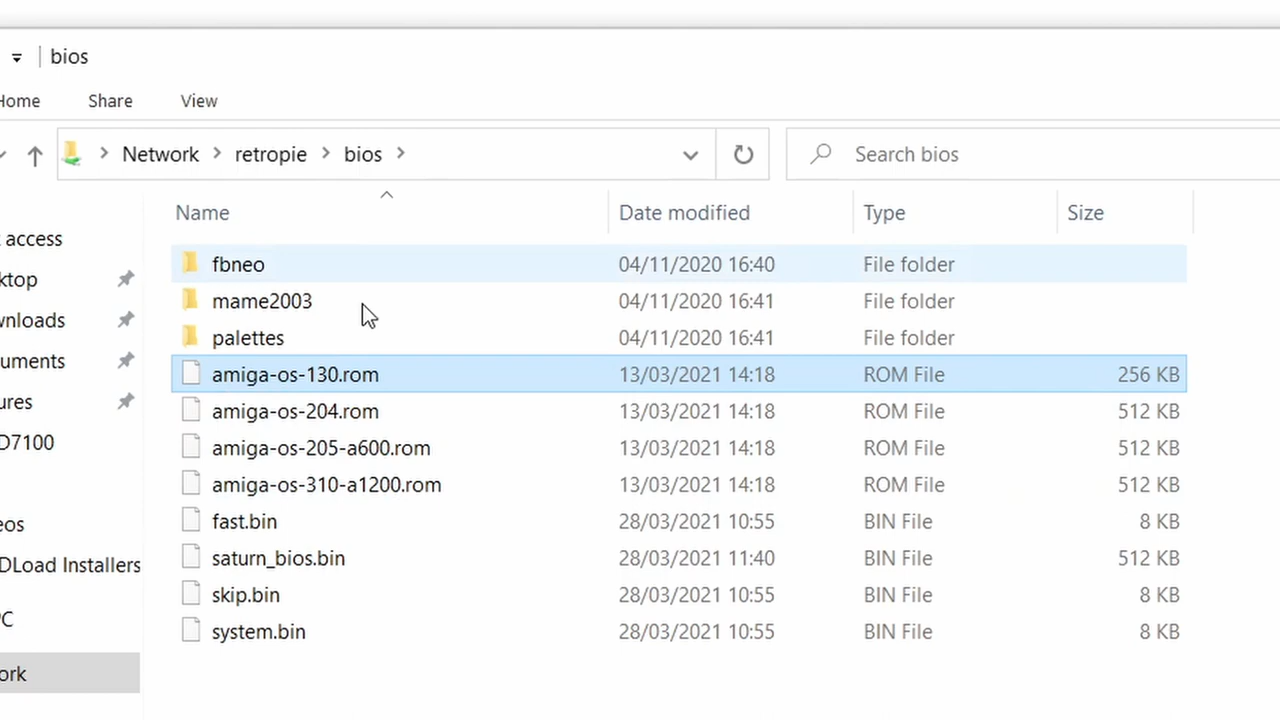 bios
Home Share View
Network retropie bios Search bios
Name Date modified Type Size
access
fbneo 04/11/2020 16:40 File folder
ktop
mame2003 04/11/2020 16:41 File folder
wnloads
palettes 04/11/2020 16:41 File folder
uments
amiga-os-130.rom 13/03/2021 14:18 ROM File 256 KB
ures
amiga-os-204.rom 13/03/2021 14:18 ROM File 512 KB
D7100
amiga-os-205-a600.rom 13/03/2021 14:18 ROM File 512 KB
amiga-os-310-a1200.rom 13/03/2021 14:18 ROM File 512 KB
eos
fast.bin 28/03/2021 10:55 BIN File 8 KB
DLoad Installers
saturn_bios.bin 28/03/2021 11:40 BIN File 512 KB
PC
skip.bin 28/03/2021 10:55 BIN File 8 KB
system.bin 28/03/2021 10:55 BIN File 8 KB
ork